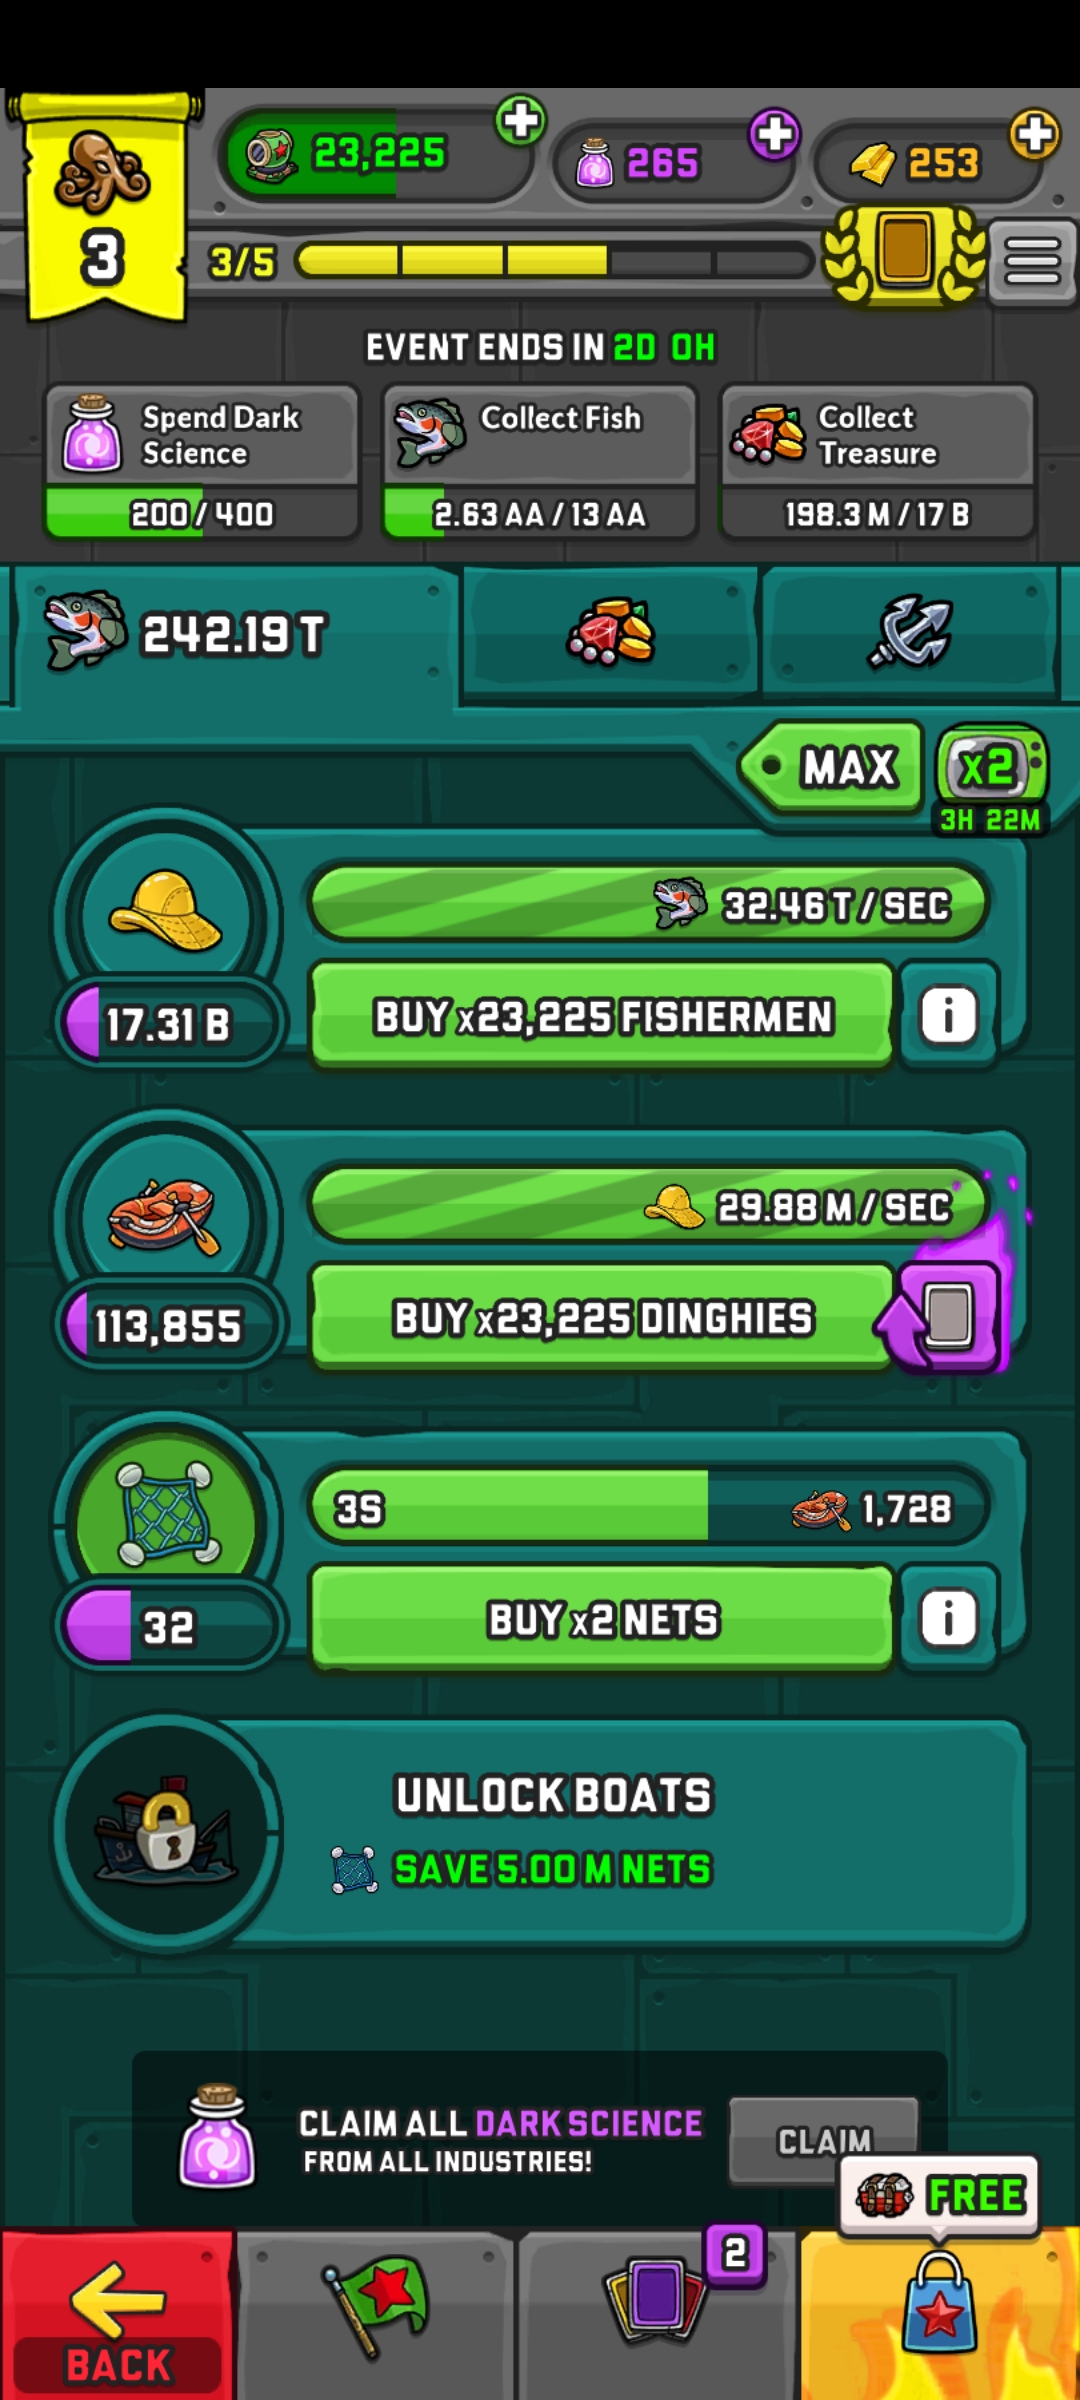 23,225
265
253
3
3/5
EVENT ENDS IN 2D 0H
Spend Dark
Science
200 / 400
Collect Fish
2.63 AA / 13 AA
Collect
Treasure
198.3 M / 17 B
242.19 T
MAX
x2
3H 22M
32.46 T / SEC
17.31 B
BUY x23,225 FISHERMEN
i
29.88 M / SEC
113,855
BUY x23,225 DINGHIES
3S
1,728
32
BUY x2 NETS
i
UNLOCK BOATS
SAVE 5.00 M NETS
CLAIM ALL DARK SCIENCE
FROM ALL INDUSTRIES!
CLAIM
FREE
2
BACK